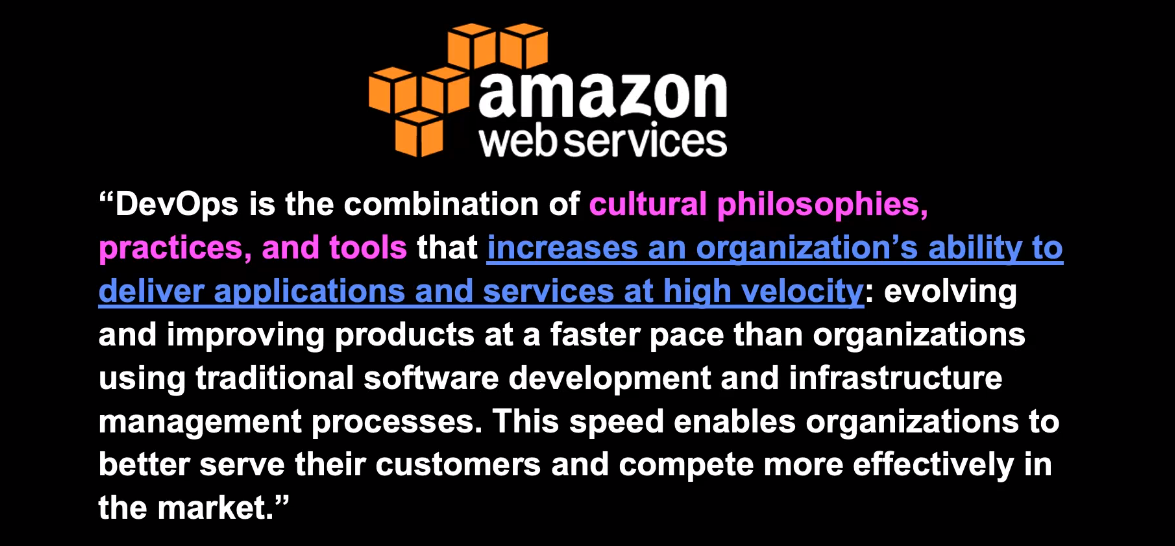 amazon
web services
“DevOps is the combination of cultural philosophies,
practices, and tools that increases an organization’s ability to
deliver applications and services at high velocity: evolving
and improving products at a faster pace than organizations
using traditional software development and infrastructure
management processes. This speed enables organizations to
better serve their customers and compete more effectively in
the market.”